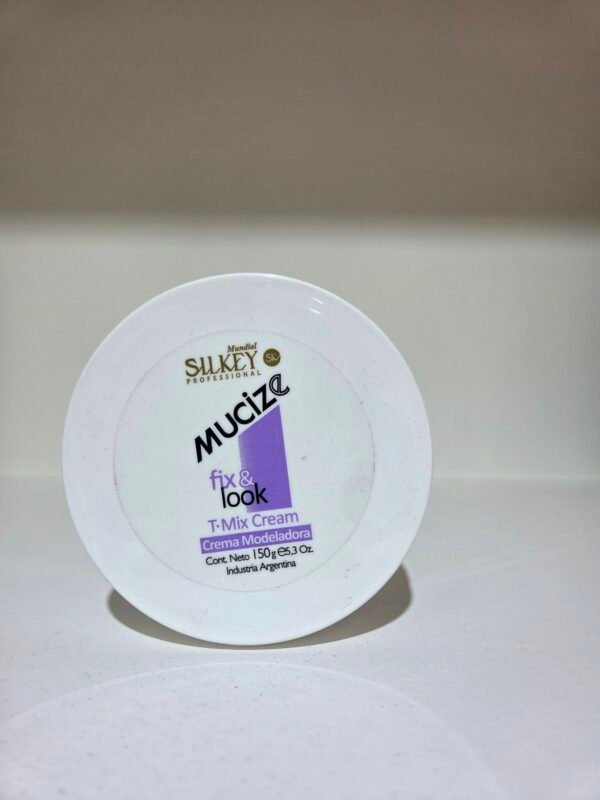 Mundial
SILKEY SK
PROFESSIONAL
MUCIZE
1
fix &
look
T·Mix Cream
Crema Modeladora
Cont. Neto 150g ℮5,3 Oz.
Industria Argentina